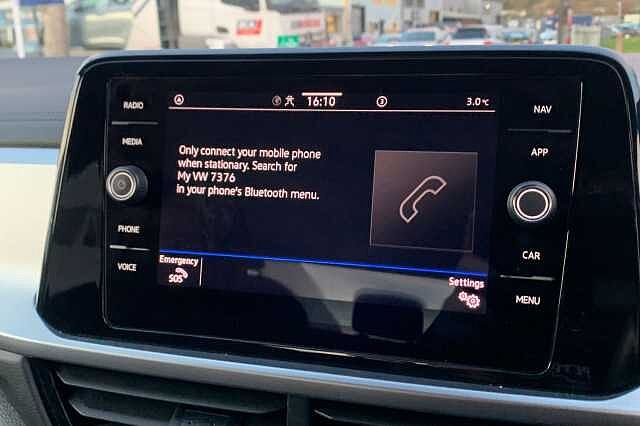 RADIO
MEDIA
PHONE
VOICE
16:10
3
3.0°C
Only connect your mobile phone
when stationary. Search for
My VW 7376
in your phone's Bluetooth menu.
Emergency
SOS
Settings
NAV
APP
CAR
MENU